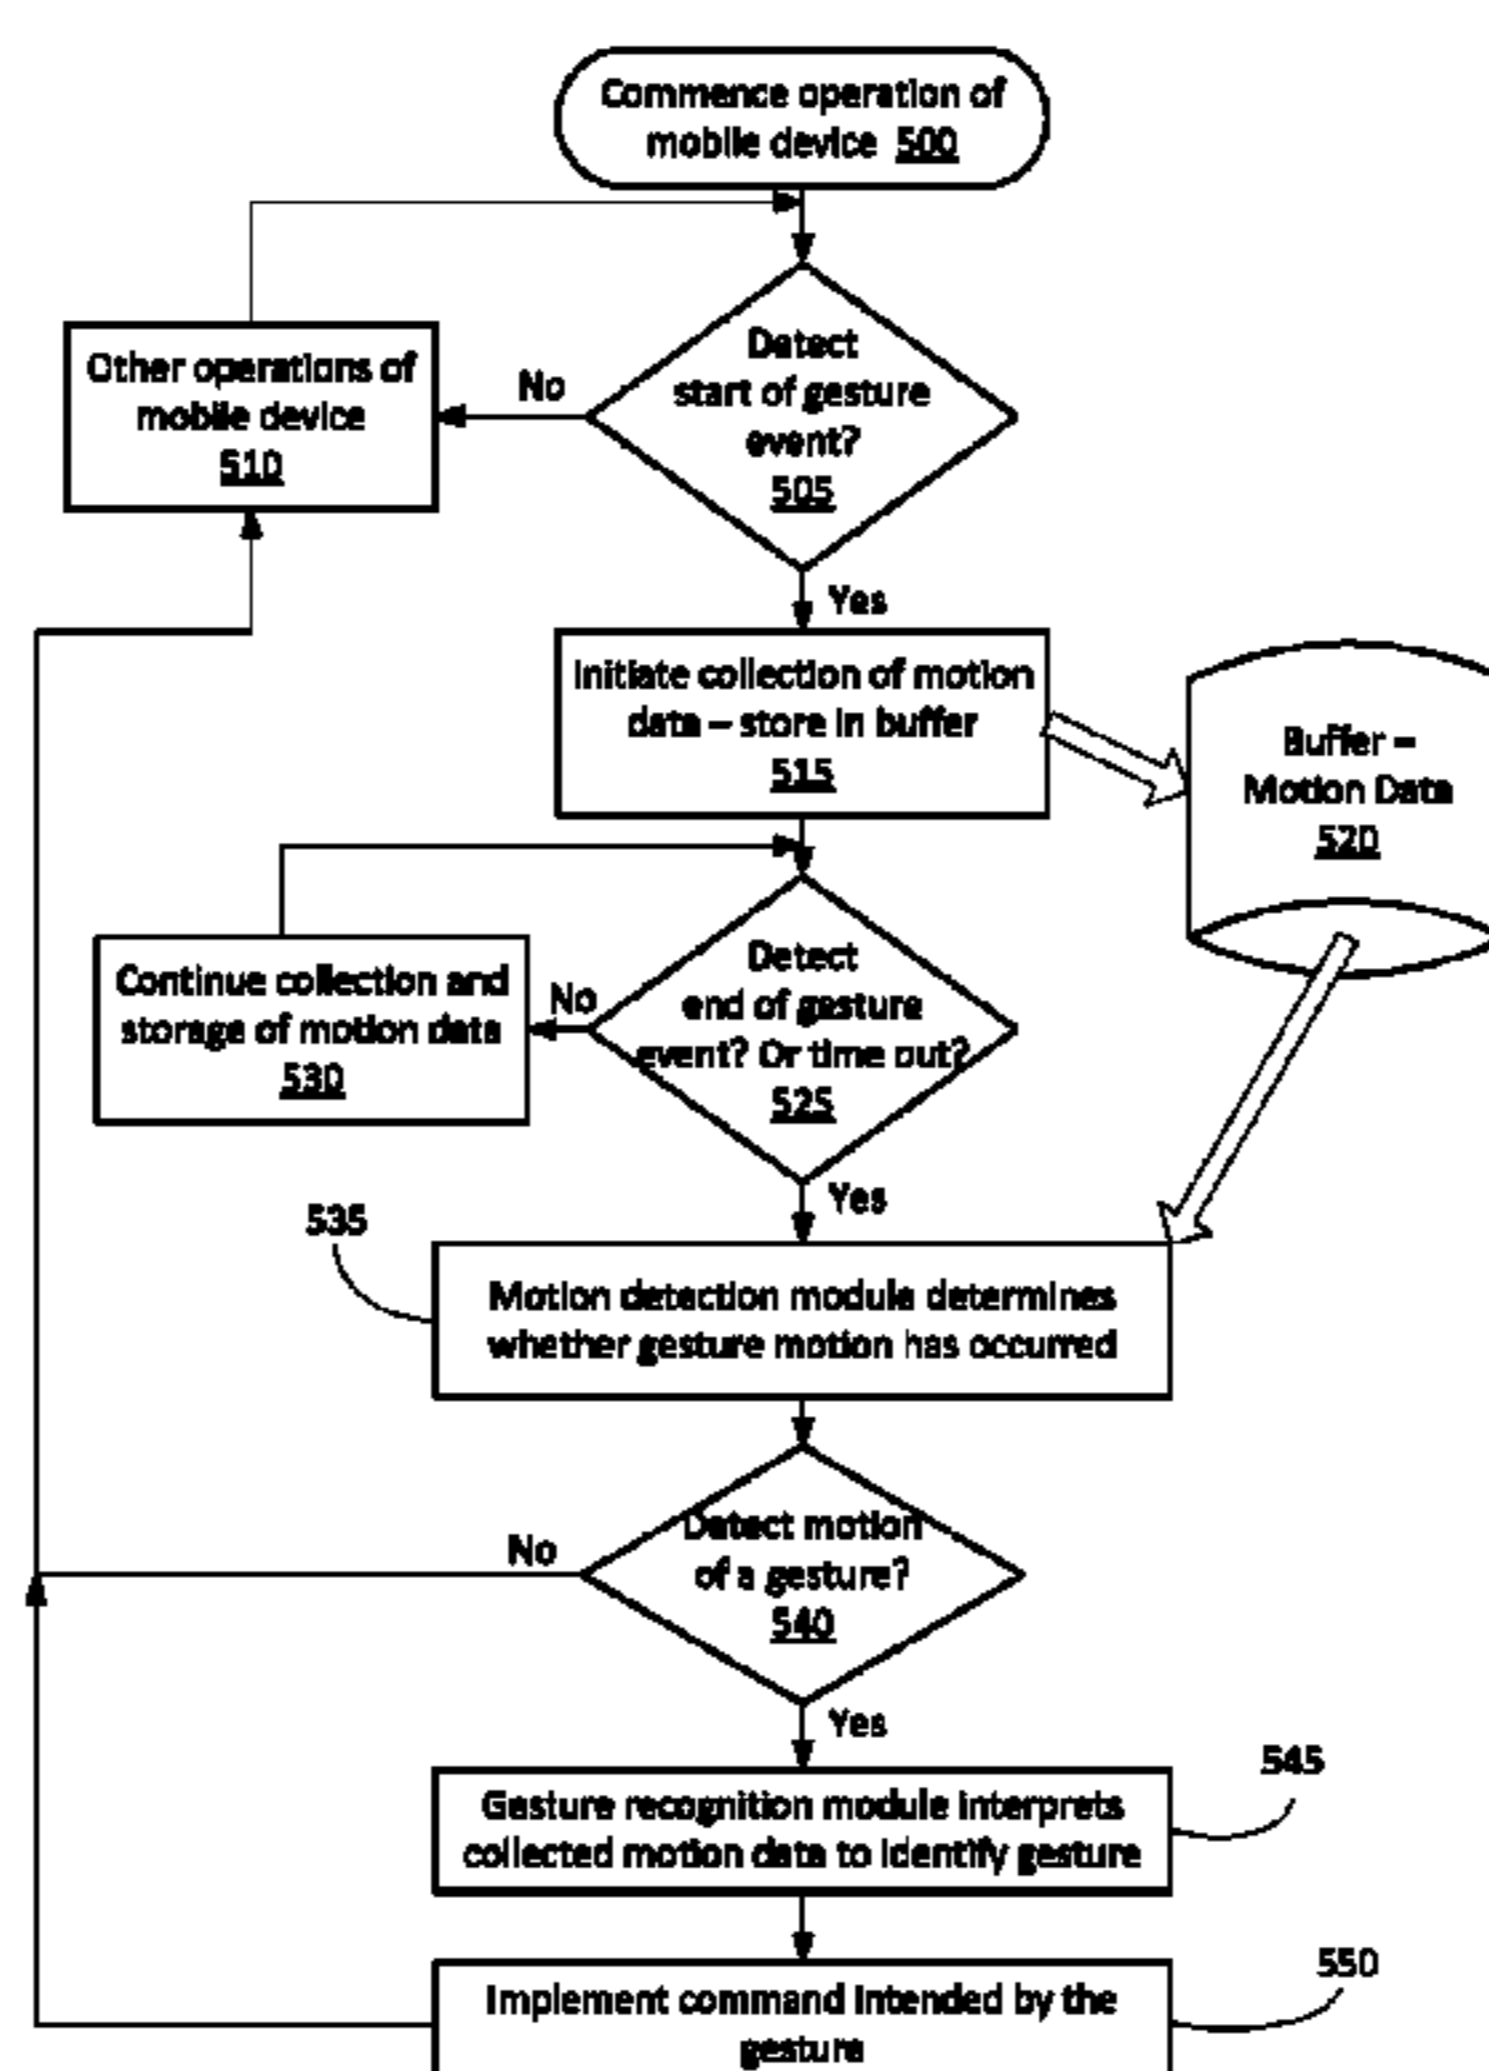 Commence operation of
mobile device 500
Detect
start of gesture
event?
505
No
Other operations of
mobile device
510
Yes
Initiate collection of motion
data – store in buffer
515
Buffer –
Motion Data
520
Detect
end of gesture
event? Or time out?
525
No
Continue collection and
storage of motion data
530
Yes
535
Motion detection module determines
whether gesture motion has occurred
Detect motion
of a gesture?
540
No
Yes
545
Gesture recognition module interprets
collected motion data to identify gesture
550
Implement command intended by the
gesture